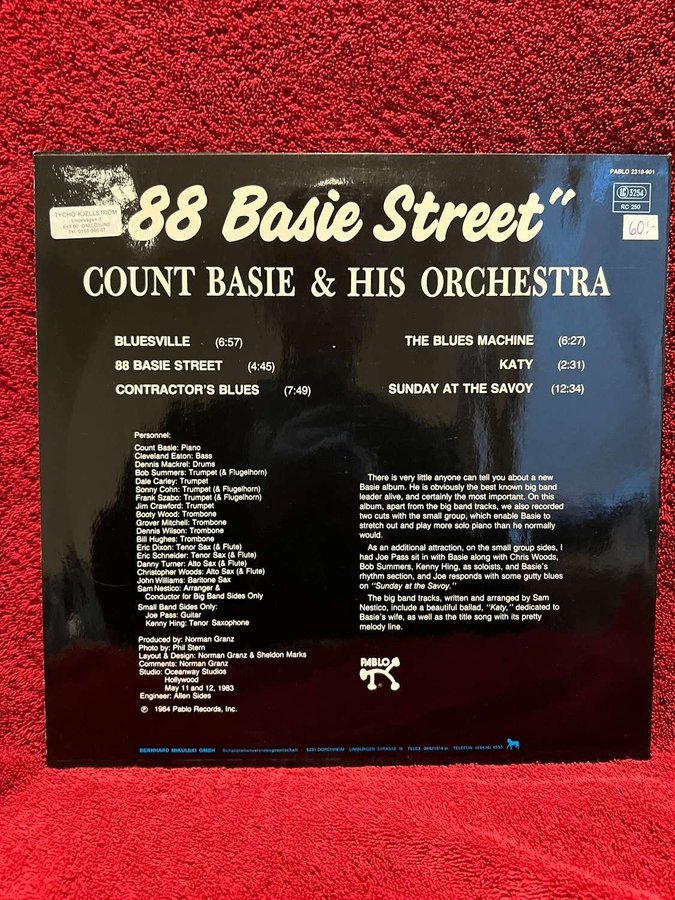 PABLO 2310-901
LC 3254
RC 250
TYCHO KJELLSTRÖM
Tel. 0155-365 57
60:-
"88 Basie Street"
COUNT BASIE & HIS ORCHESTRA
BLUESVILLE (6:57)
88 BASIE STREET (4:45)
CONTRACTOR'S BLUES (7:49)
THE BLUES MACHINE (6:27)
KATY (2:31)
SUNDAY AT THE SAVOY (12:34)
Personnel:
Count Basie: Piano
Cleveland Eaton: Bass
Dennis Mackrel: Drums
Bob Summers: Trumpet (& Flugelhorn)
Dale Carley: Trumpet
Sonny Cohn: Trumpet (& Flugelhorn)
Frank Szabo: Trumpet (& Flugelhorn)
Jim Crawford: Trumpet
Booty Wood: Trombone
Grover Mitchell: Trombone
Dennis Wilson: Trombone
Bill Hughes: Trombone
Eric Dixon: Tenor Sax (& Flute)
Eric Schneider: Tenor Sax (& Flute)
Danny Turner: Alto Sax (& Flute)
Christopher Woods: Alto Sax (& Flute)
John Williams: Baritone Sax
Sam Nestico: Arranger &
Conductor for Big Band Sides Only
Small Band Sides Only:
Joe Pass: Guitar
Kenny Hing: Tenor Saxophone
Produced by: Norman Granz
Photo by: Phil Stern
Layout & Design: Norman Granz & Sheldon Marks
Comments: Norman Granz
Studio: Oceanway Studios
Hollywood
May 11 and 12, 1983
Engineer: Allen Sides
℗ 1984 Pablo Records, Inc.
There is very little anyone can tell you about a new
Basie album. He is obviously the best known big band
leader alive, and certainly the most important. On this
album, apart from the big band tracks, we also recorded
two cuts with the small group, which enable Basie to
stretch out and play more solo piano than he normally
would.
As an additional attraction, on the small group sides, I
had Joe Pass sit in with Basie along with Chris Woods,
Bob Summers, Kenny Hing, as soloists, and Basie's
rhythm section, and Joe responds with some gutty blues
on "Sunday at the Savoy."
The big band tracks, written and arranged by Sam
Nestico, include a beautiful ballad, "Katy," dedicated to
Basie's wife, as well as the title song with its pretty
melody line.
PABLO
BERNHARD MIKULSKI GMBH Schallplattenvertriebsgesellschaft · 6251 DORCHHEIM · LIMBURGER STRASSE